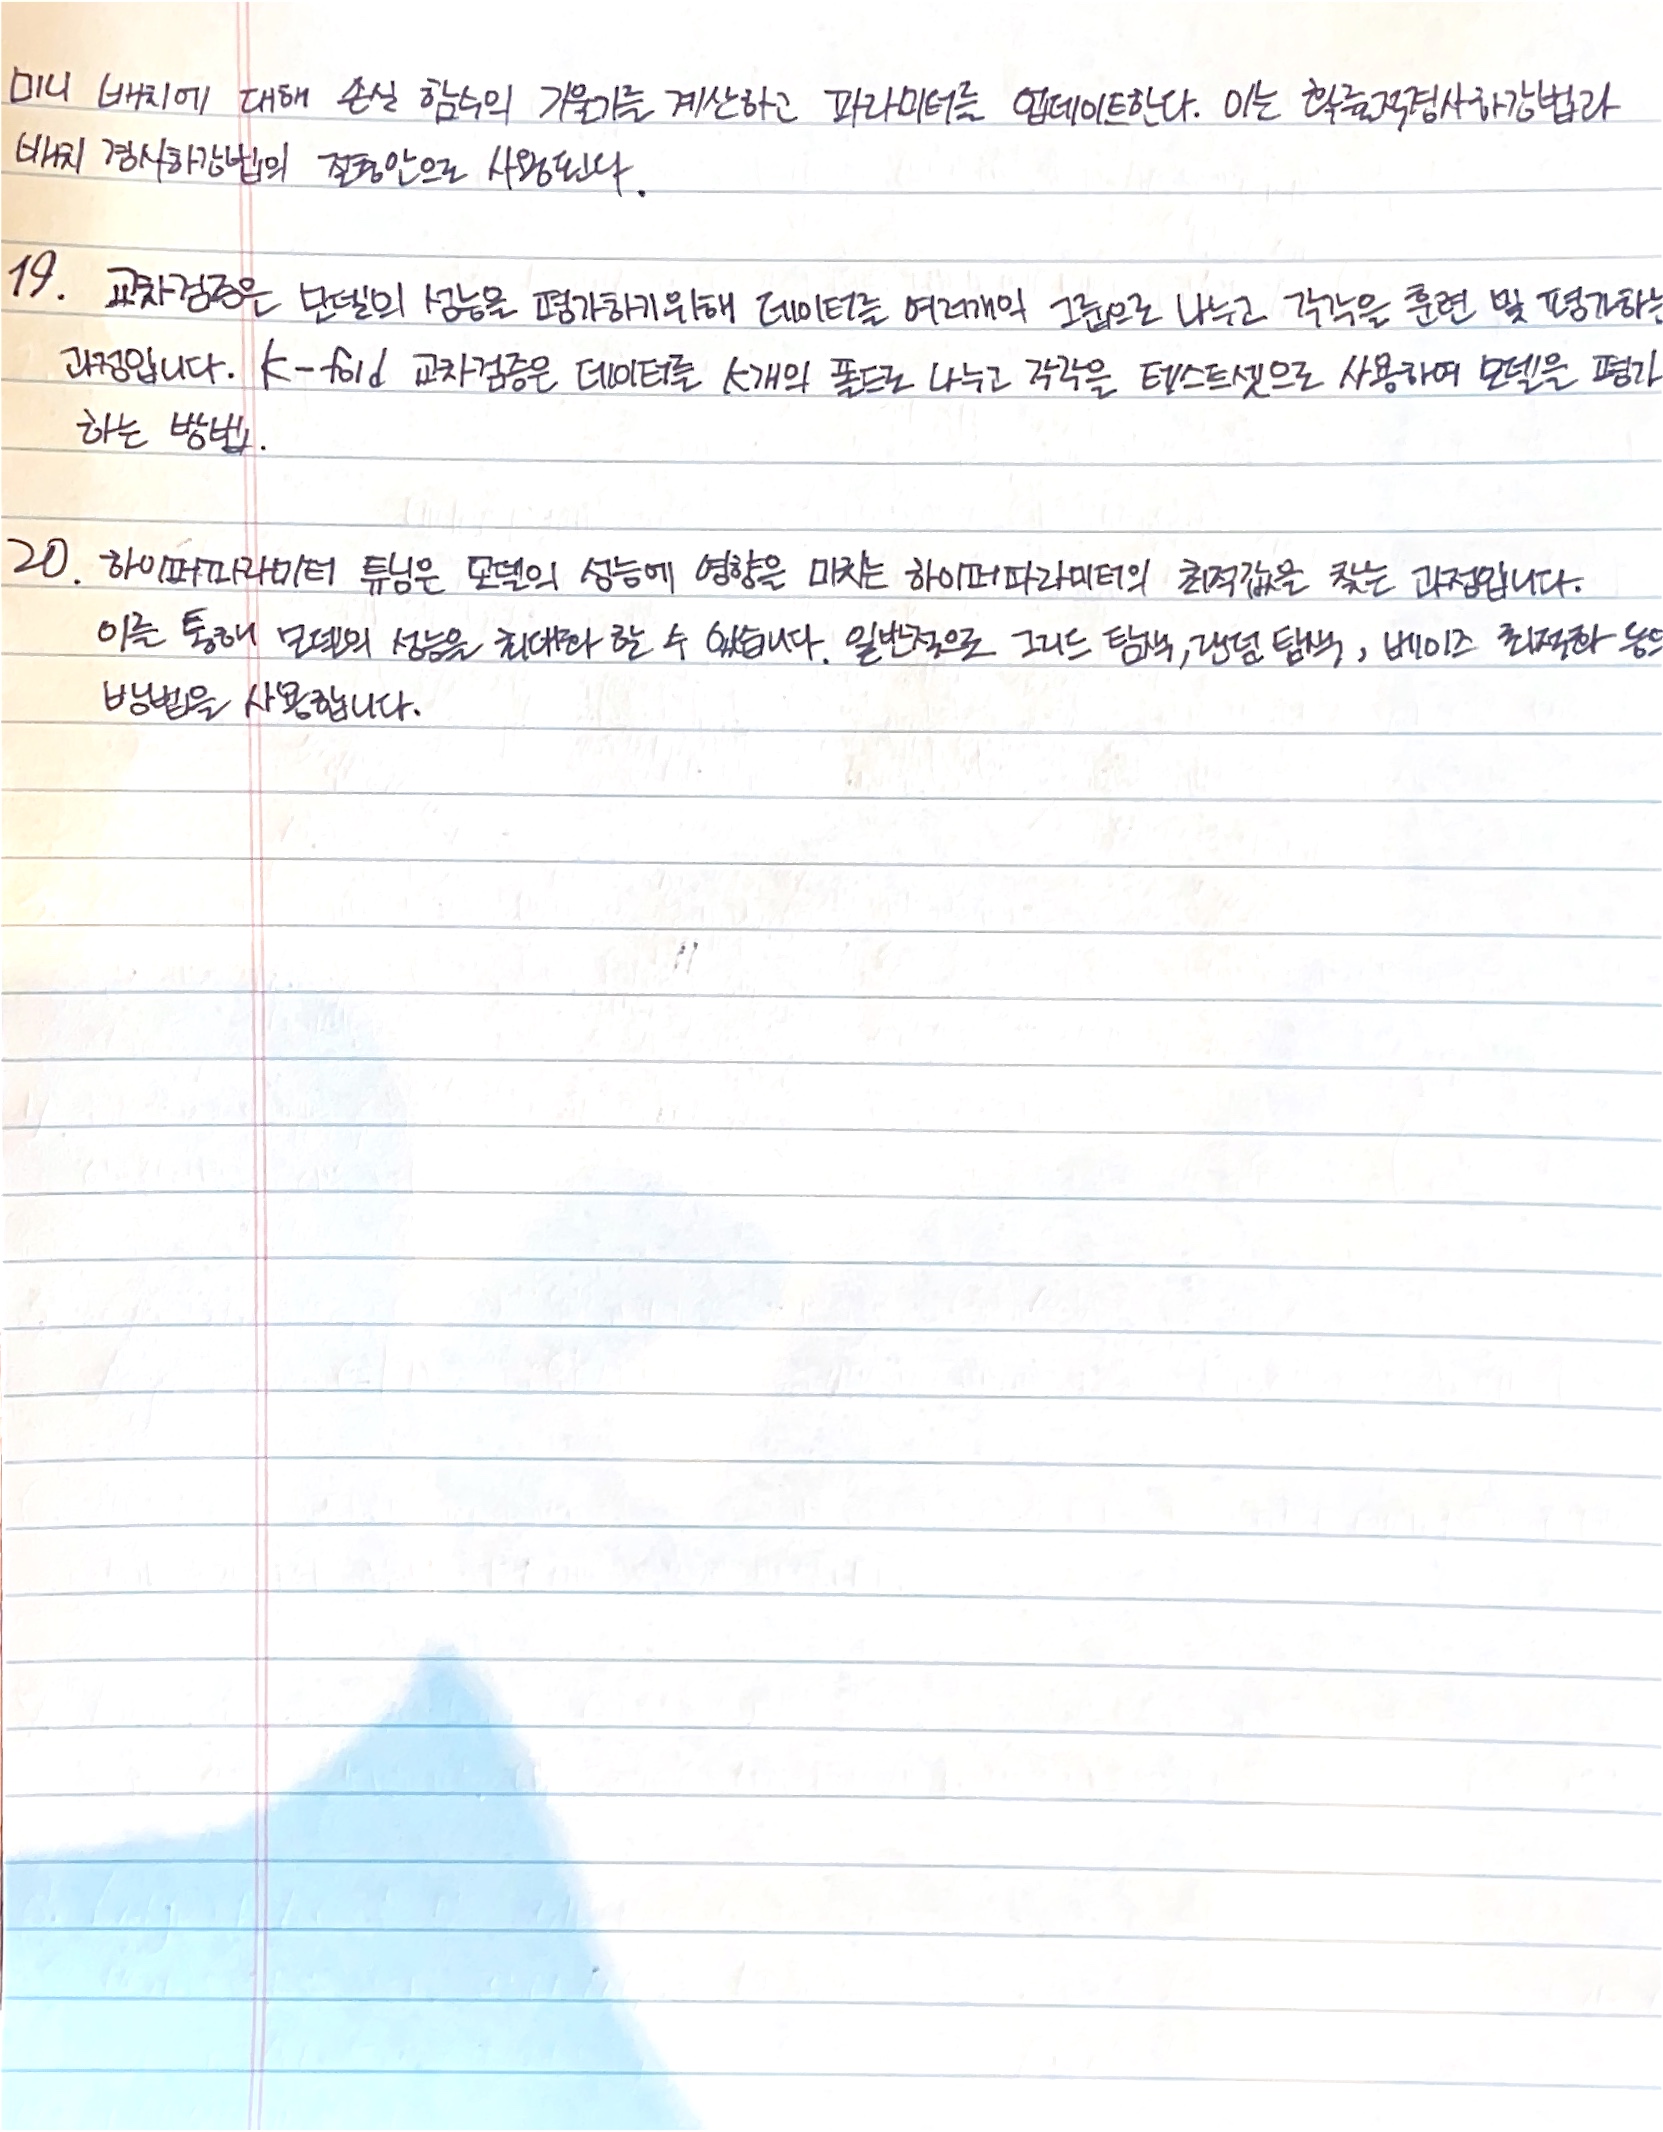 미니 배치에 대해 손실 함수의 기울기를 계산하고 파라미터를 업데이트한다. 이는 확률적경사하강법과
배치 경사하강법의 절충안으로 사용된다.
19. 교차검증은 모델의 성능을 평가하기위해 데이터를 여러개의 그룹으로 나누고 각각을 훈련 및 평가하는
과정입니다. K-fold 교차검증은 데이터를 K개의 폴드로 나누고 각각을 테스트셋으로 사용하여 모델을 평가
하는 방법.
20. 하이퍼파라미터 튜닝은 모델의 성능에 영향을 미치는 하이퍼파라미터의 최적값을 찾는 과정입니다.
이를 통해 모델의 성능을 최대화 할 수 있습니다. 일반적으로 그리드 탐색, 랜덤 탐색, 베이즈 최적화 등의
방법을 사용합니다.